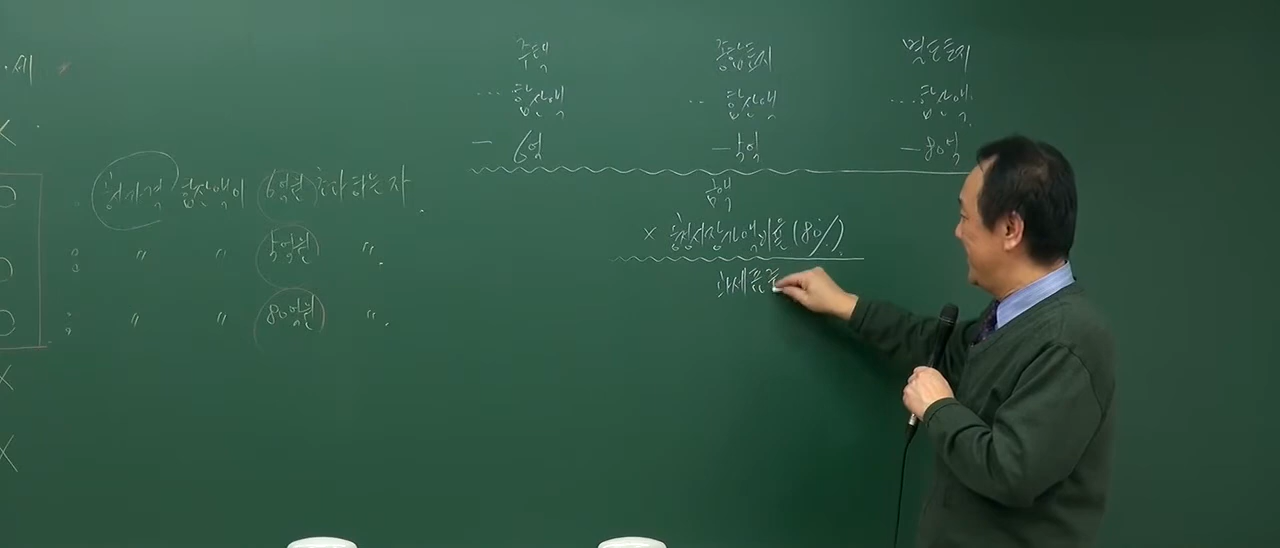 ·세
공시가격 합산액이 6억원 초과하는 자.
: 〃 〃 5억원 〃.
: 〃 〃 80억원 〃.
주택 종합토지 별도토지
… 합산액 ‥ 합산액 … 합산액
- 6억 - 5억 - 80억
금액
× 공정시장가액비율(80%)
과세표준